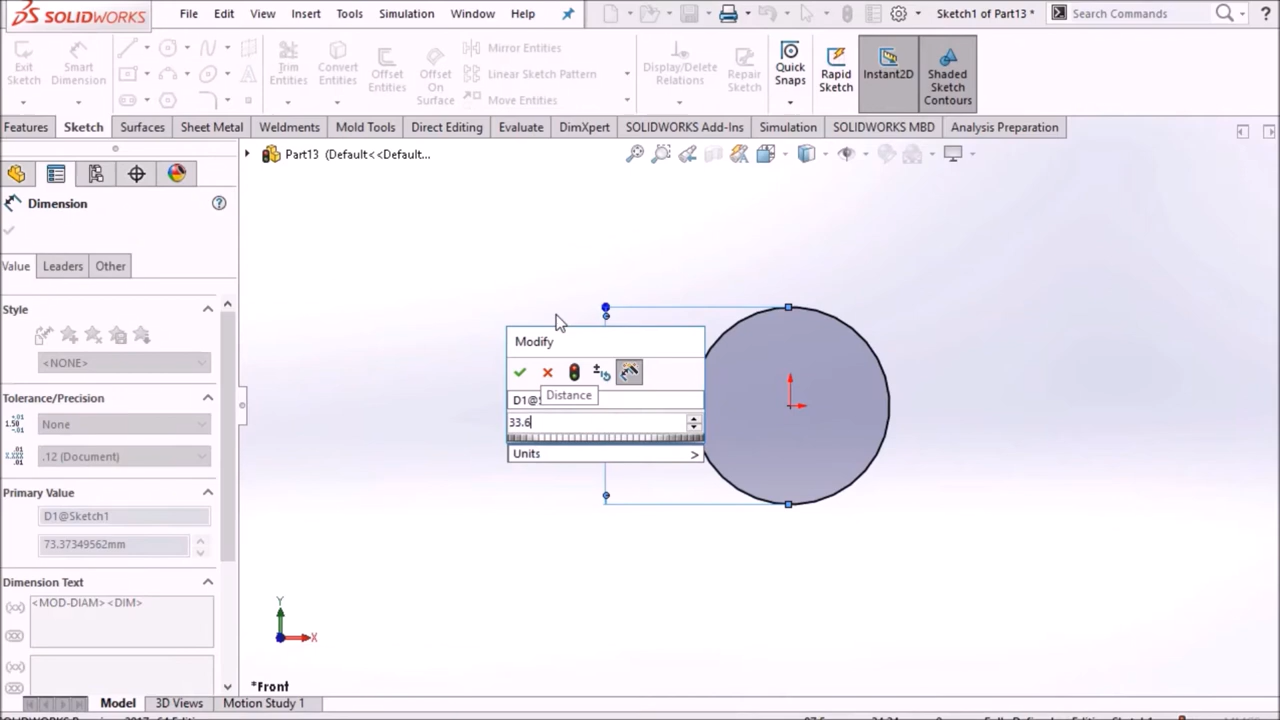 SOLIDWORKS
File Edit View Insert Tools Simulation Window Help
Sketch1 of Part13 *
Search Commands
?
Exit Sketch
Smart Dimension
Trim Entities
Convert Entities
Offset Entities
Offset On Surface
Mirror Entities
Linear Sketch Pattern
Move Entities
Display/Delete Relations
Repair Sketch
Quick Snaps
Rapid Sketch
Instant2D
Shaded Sketch Contours
Features Sketch Surfaces Sheet Metal Weldments Mold Tools Direct Editing Evaluate DimXpert SOLIDWORKS Add-Ins Simulation SOLIDWORKS MBD Analysis Preparation
Part13 (Default<<Default...
Dimension
Value Leaders Other
Style
<NONE>
Tolerance/Precision
None
.12 (Document)
Primary Value
D1@Sketch1
73.37349562mm
Dimension Text
<MOD-DIAM><DIM>
Modify
Distance
33.6
Units
Y
X
*Front
Model 3D Views Motion Study 1